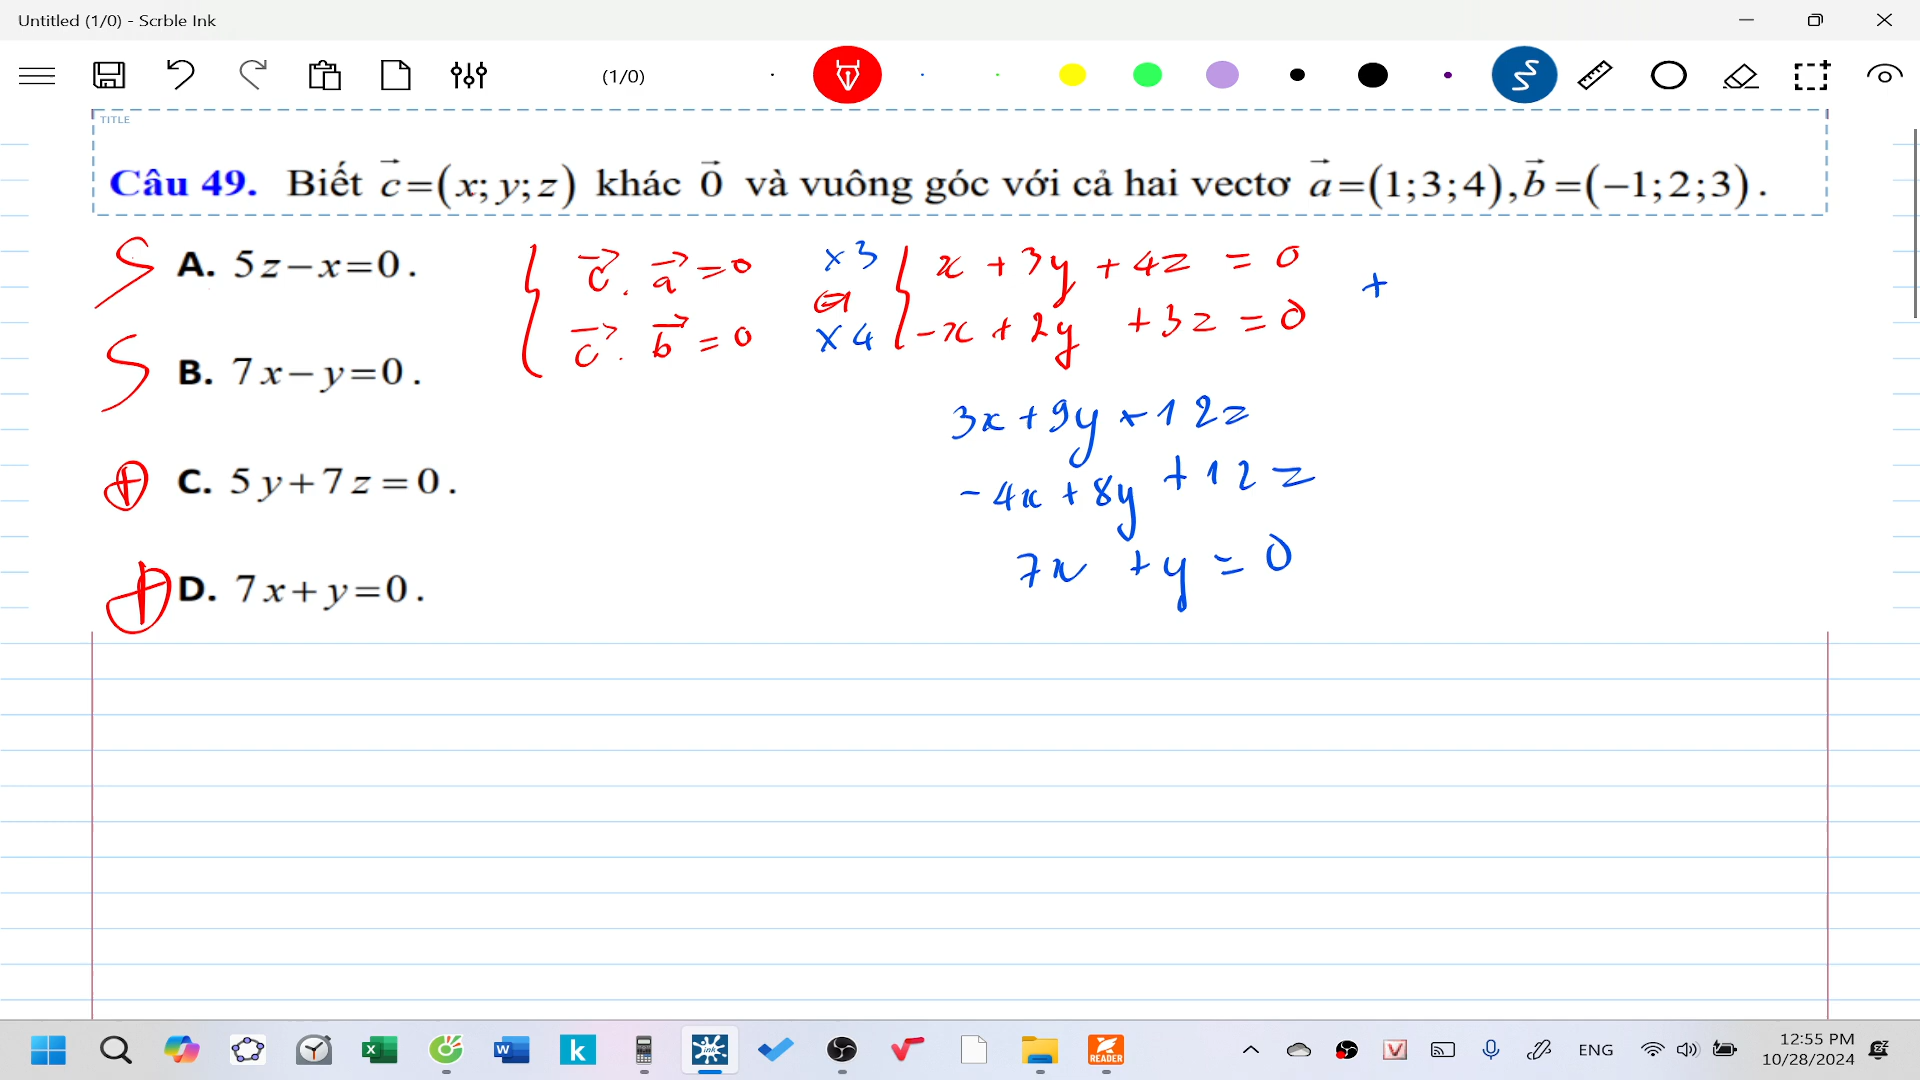 Untitled (1/0) - Scrble Ink
(1/0)
TITLE
Câu 49. Biết c⃗=(x; y;z) khác 0⃗ và vuông góc với cả hai vectơ a⃗=(1;3;4),b⃗=(−1;2;3).
S A. 5z−x=0.
S B. 7x−y=0.
C. 5y+7z=0.
D. 7x+y=0.
c⃗. a⃗ = 0
c⃗. b⃗ = 0
×3
⇔
×4
x + 3y + 4z = 0
-x + 2y + 3z = 0
+
3x + 9y + 12z
-4x + 8y + 12z
7x + y = 0
READER
ENG
12:55 PM
10/28/2024